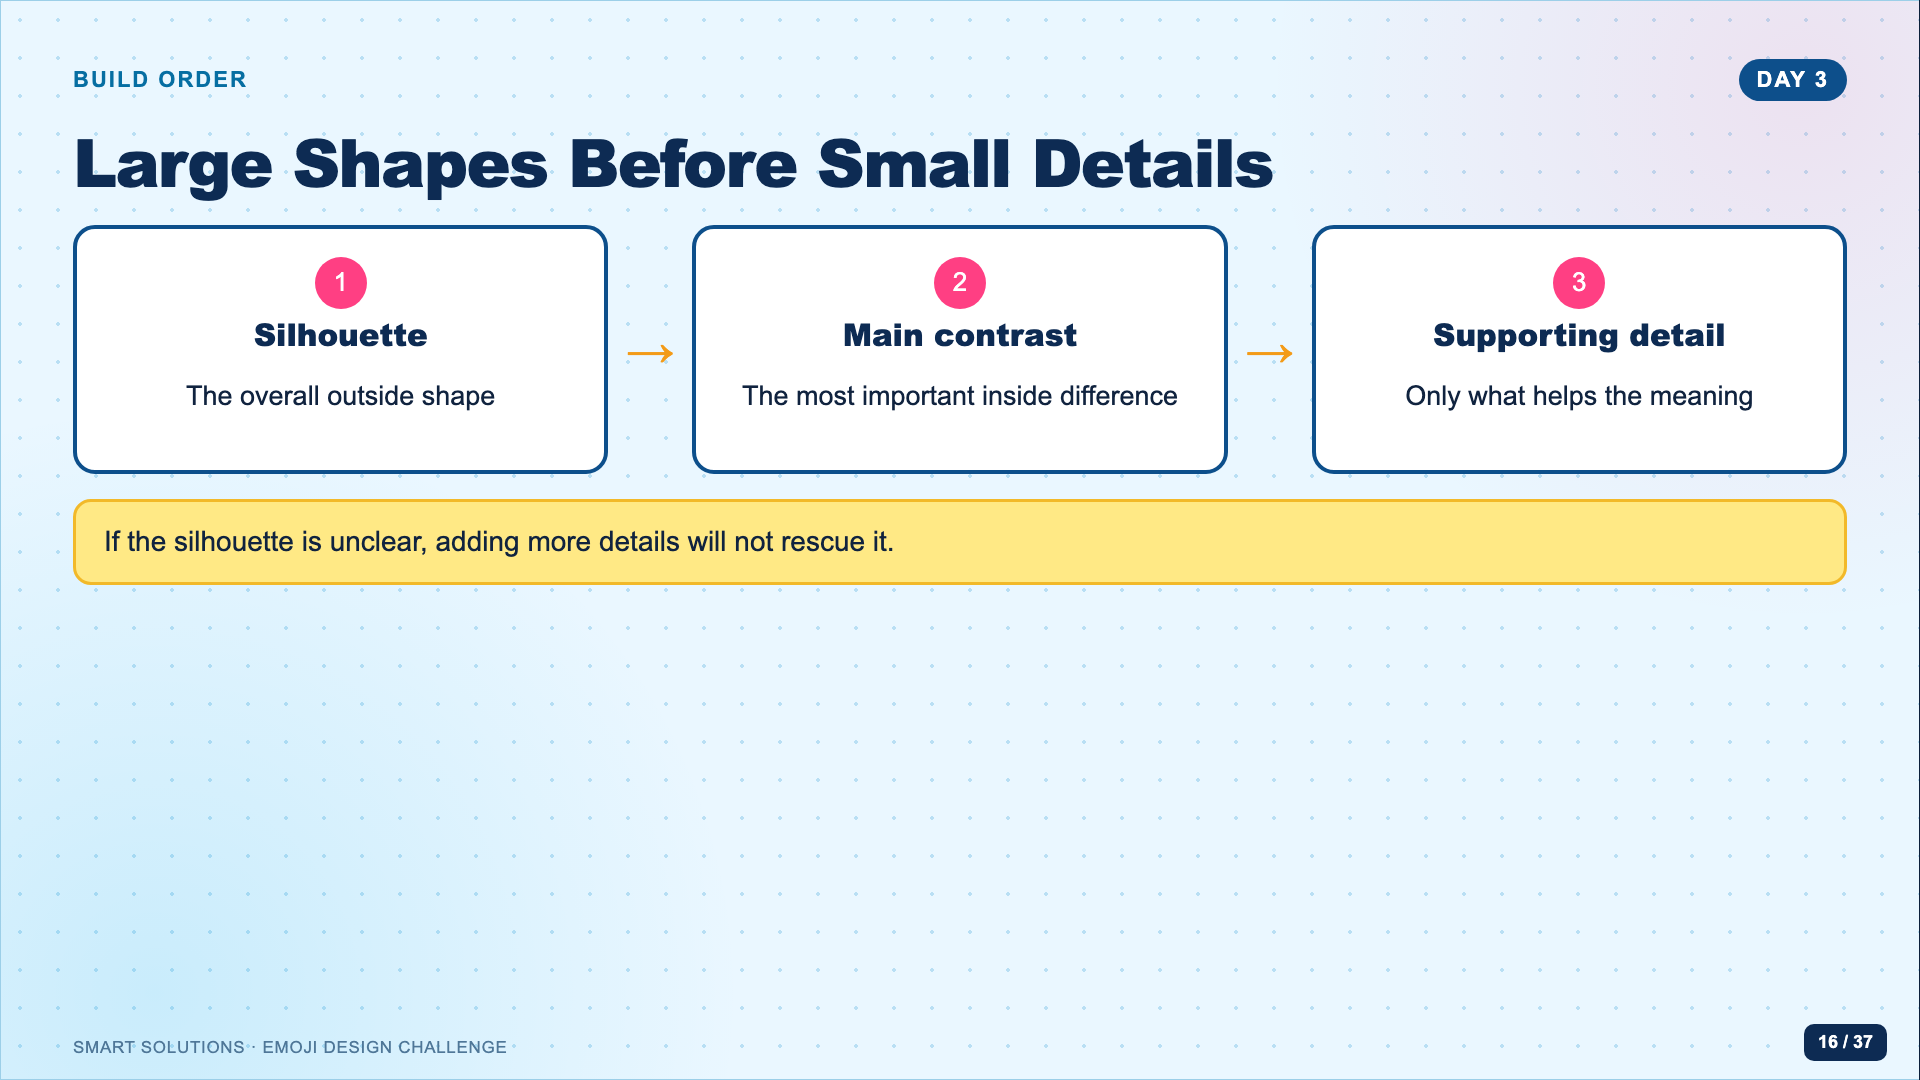 BUILD ORDER
DAY 3
Large Shapes Before Small Details
1
Silhouette
The overall outside shape
→
2
Main contrast
The most important inside difference
→
3
Supporting detail
Only what helps the meaning
If the silhouette is unclear, adding more details will not rescue it.
SMART SOLUTIONS · EMOJI DESIGN CHALLENGE
16 / 37